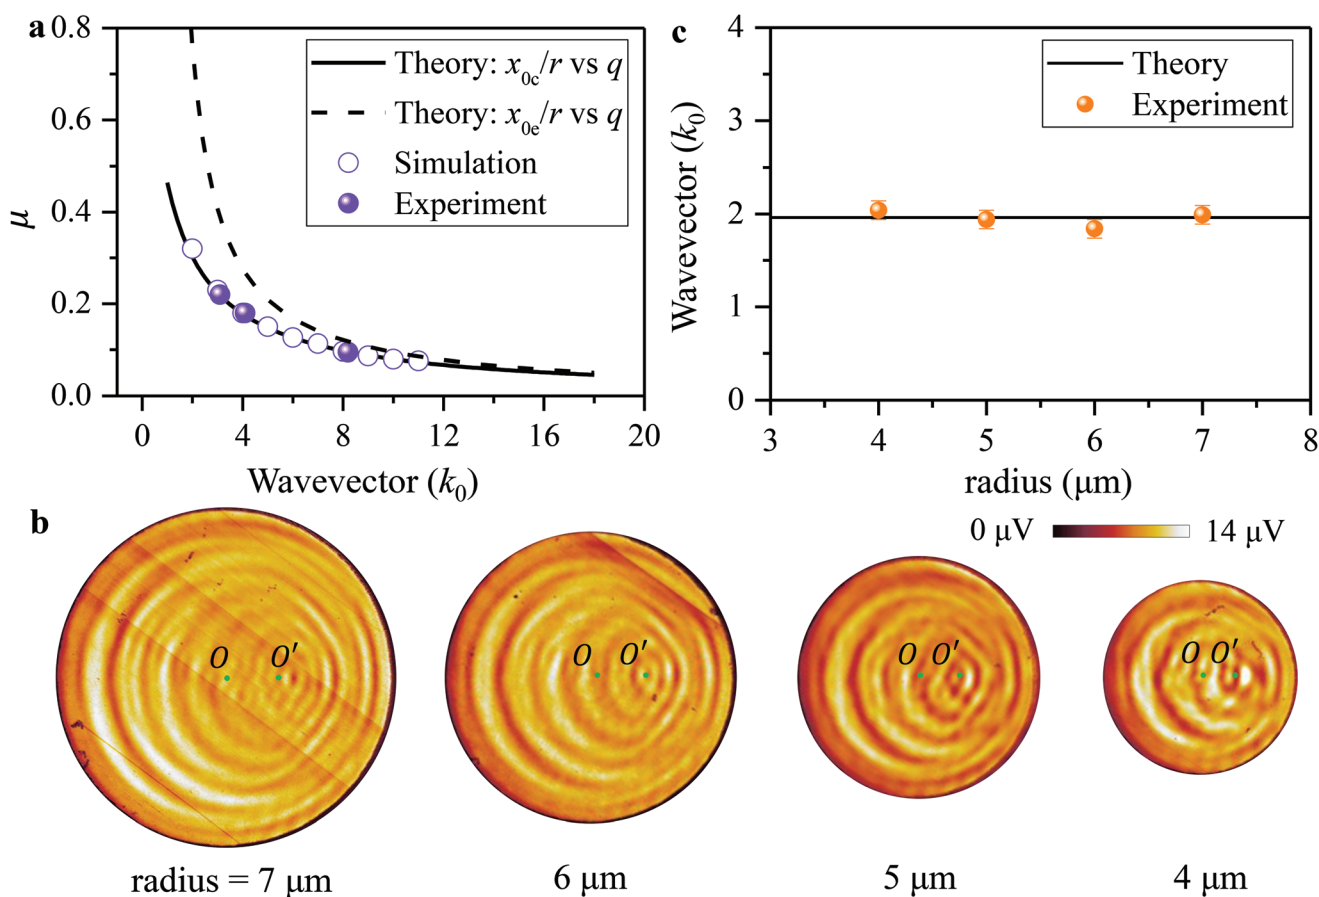 a
0.8
0.6
0.4
0.2
0.0
μ
Theory: x0c/r vs q
Theory: x0e/r vs q
Simulation
Experiment
0 4 8 12 16 20
Wavevector (k0)
c
4
3
2
1
0
Wavevector (k0)
Theory
Experiment
3 4 5 6 7 8
radius (μm)
b
0 μV 14 μV
O O′ O O′ O O′ O O′
radius = 7 μm 6 μm 5 μm 4 μm